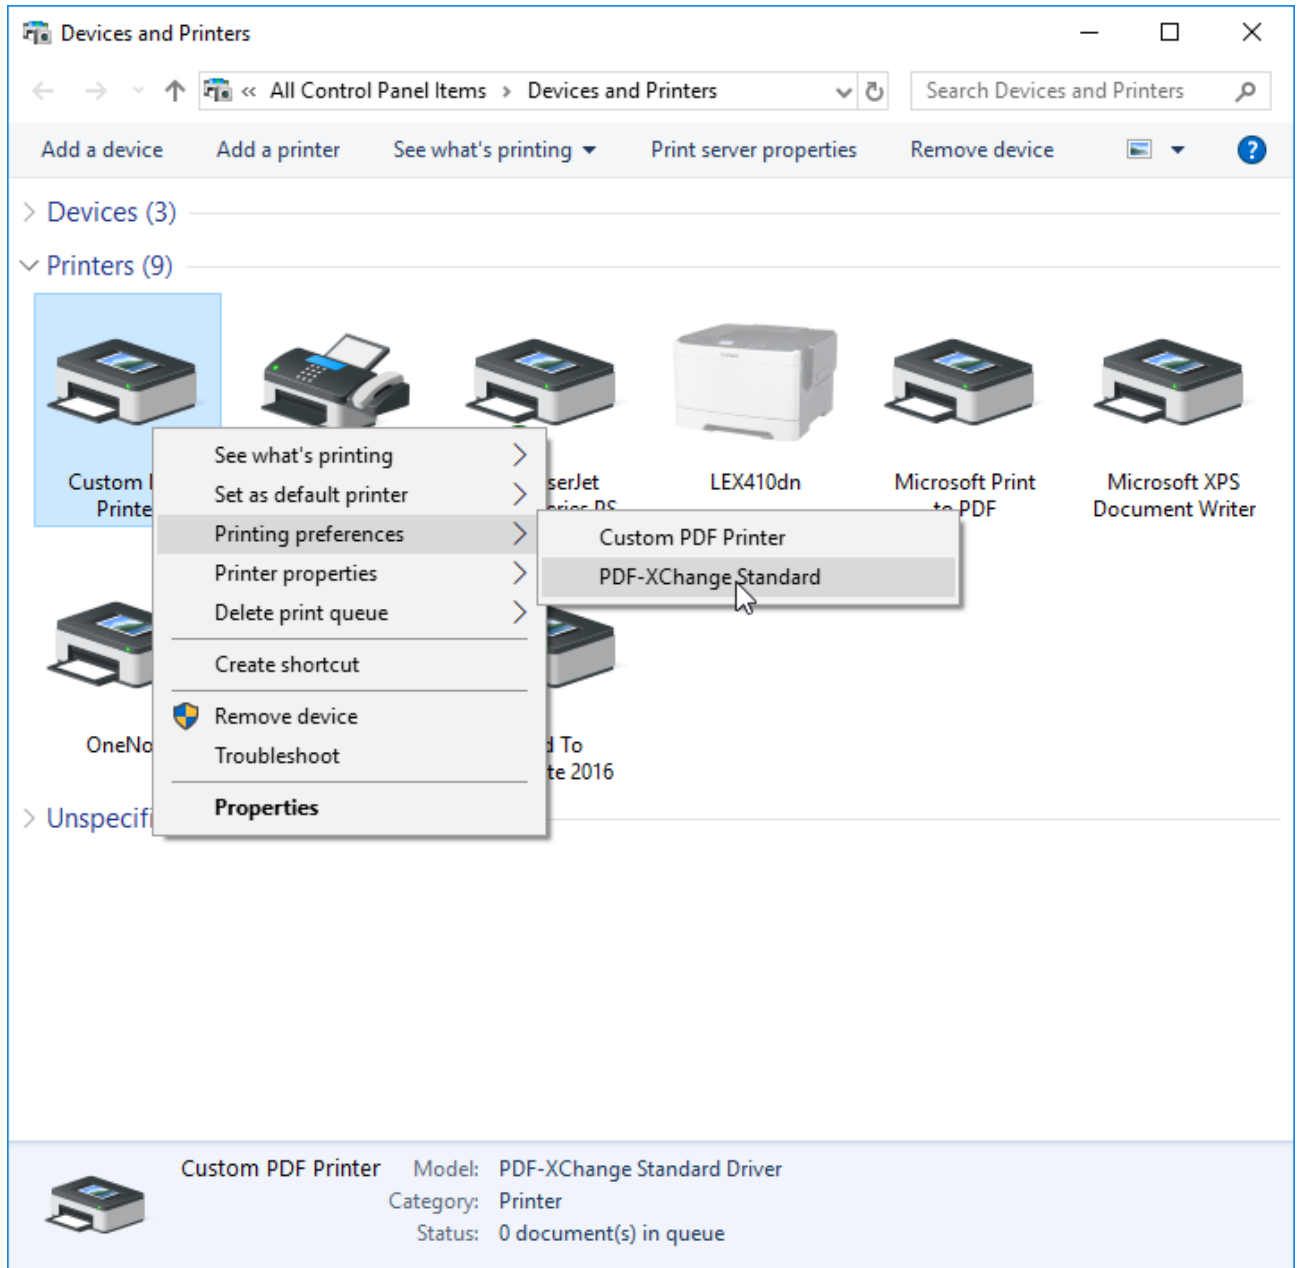 Devices and Printers
« All Control Panel Items > Devices and Printers
Search Devices and Printers
Add a device Add a printer See what's printing Print server properties Remove device ?
Devices (3)
Printers (9)
Custom
LEX410dn
Microsoft Print
to PDF
Microsoft XPS
Document Writer
See what's printing
Set as default printer
Printing preferences
Printer properties
Delete print queue
Create shortcut
Remove device
Troubleshoot
Properties
Custom PDF Printer
PDF-XChange Standard
To
2016
Custom PDF Printer
Model: PDF-XChange Standard Driver
Category: Printer
Status: 0 document(s) in queue